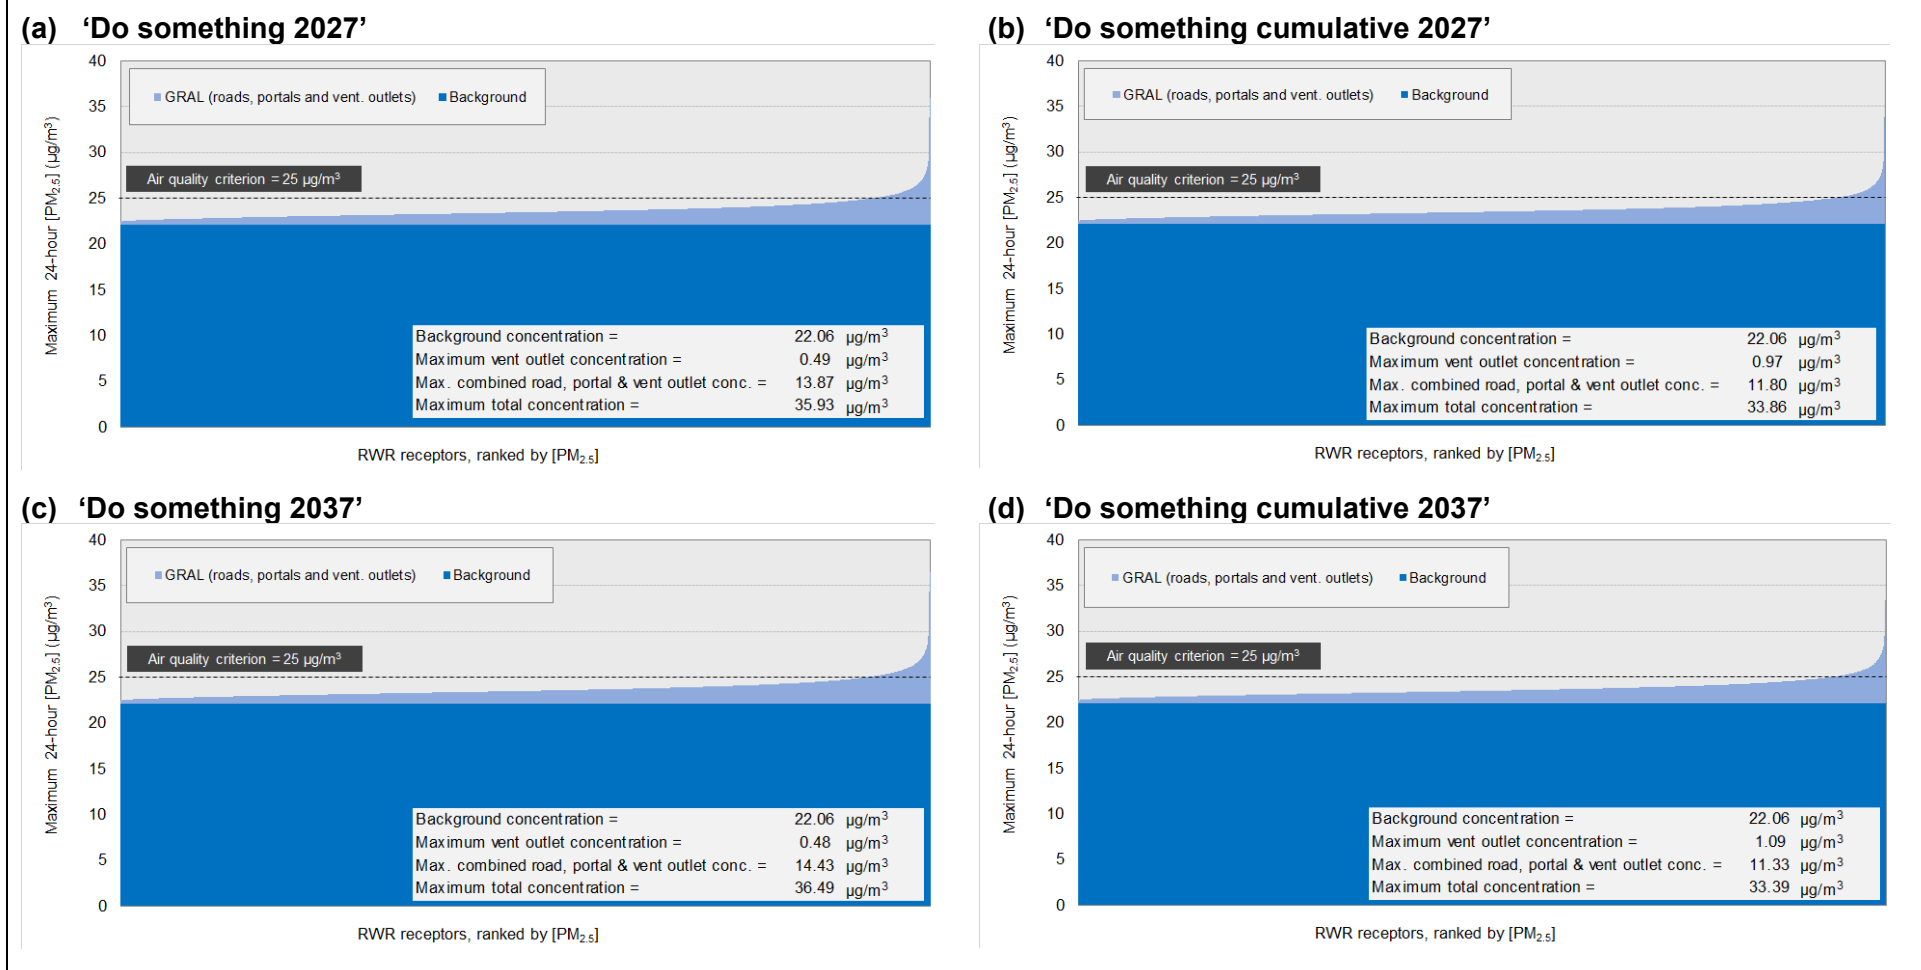 (a) ‘Do something 2027’
40
35
30
25
20
15
10
5
0
Maximum 24-hour [PM2.5] (µg/m3)
GRAL (roads, portals and vent. outlets) Background
Air quality criterion = 25 µg/m3
Background concentration = 22.06 µg/m3
Maximum vent outlet concentration = 0.49 µg/m3
Max. combined road, portal & vent outlet conc. = 13.87 µg/m3
Maximum total concentration = 35.93 µg/m3
RWR receptors, ranked by [PM2.5]
(b) ‘Do something cumulative 2027’
40
35
30
25
20
15
10
5
0
Maximum 24-hour [PM2.5] (µg/m3)
GRAL (roads, portals and vent. outlets) Background
Air quality criterion = 25 µg/m3
Background concentration = 22.06 µg/m3
Maximum vent outlet concentration = 0.97 µg/m3
Max. combined road, portal & vent outlet conc. = 11.80 µg/m3
Maximum total concentration = 33.86 µg/m3
RWR receptors, ranked by [PM2.5]
(c) ‘Do something 2037’
40
35
30
25
20
15
10
5
0
Maximum 24-hour [PM2.5] (µg/m3)
GRAL (roads, portals and vent. outlets) Background
Air quality criterion = 25 µg/m3
Background concentration = 22.06 µg/m3
Maximum vent outlet concentration = 0.48 µg/m3
Max. combined road, portal & vent outlet conc. = 14.43 µg/m3
Maximum total concentration = 36.49 µg/m3
RWR receptors, ranked by [PM2.5]
(d) ‘Do something cumulative 2037’
40
35
30
25
20
15
10
5
0
Maximum 24-hour [PM2.5] (µg/m3)
GRAL (roads, portals and vent. outlets) Background
Air quality criterion = 25 µg/m3
Background concentration = 22.06 µg/m3
Maximum vent outlet concentration = 1.09 µg/m3
Max. combined road, portal & vent outlet conc. = 11.33 µg/m3
Maximum total concentration = 33.39 µg/m3
RWR receptors, ranked by [PM2.5]